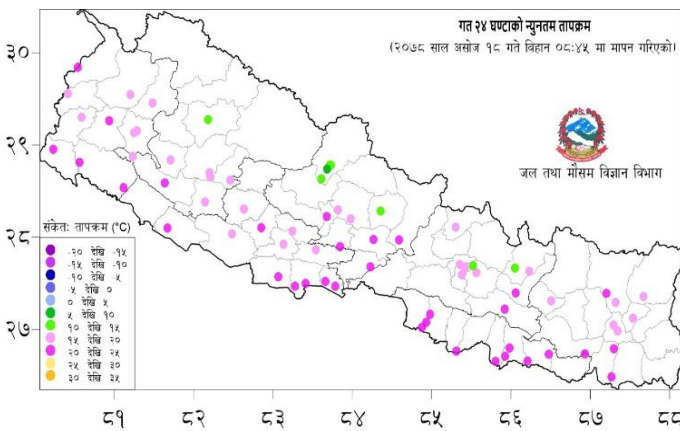 गत २४ घण्टाको न्युनतम तापक्रम
(२०७८ साल असोज १८ गते विहान ०८:४५ मा मापन गरिएको)
३०
२९
जल तथा मौसम विज्ञान विभाग
२८
संकेतः तापक्रम (°C)
-२० देखि -१५
-१५ देखि -१०
-१० देखि -५
-५ देखि ०
० देखि ५
५ देखि १०
१० देखि १५
१५ देखि २०
२० देखि २५
२५ देखि ३०
३० देखि ३५
२७
८१ ८२ ८३ ८४ ८५ ८६ ८७ ८८